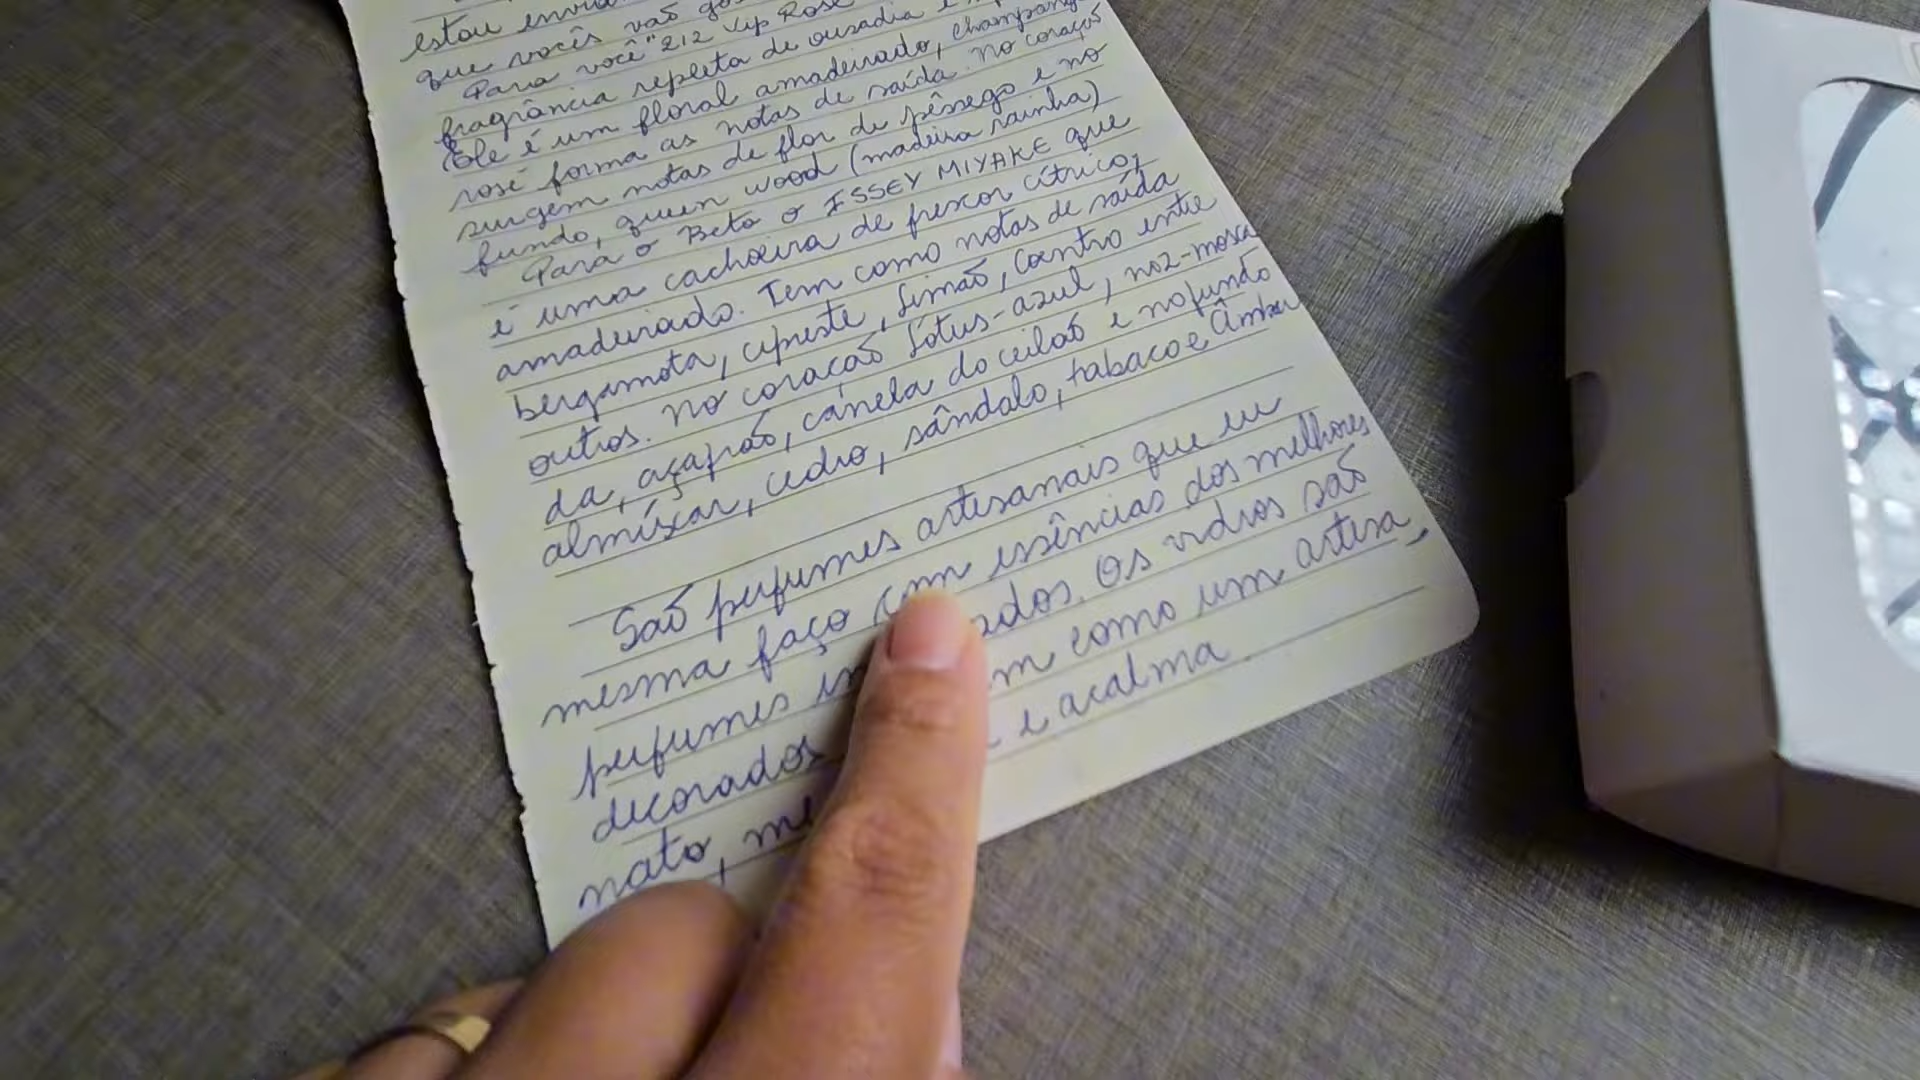 estou
que vocês vão
Para você "212 Vip Rosé
fragrância repleta de ousadia e
Ele é um floral amadeirado, champang
rosé forma as notas de saída. No coração
surgem notas de flor de pêssego e no
fundo, queen wood (madeira rainha)
Para o Beto o ISSEY MIYAKE que
é uma cachoeira de frescor cítrico,
amadeirado. Tem como notas de saída
bergamota, cipreste, limão, coentro entre
outros. No coração lótus-azul, noz-mosca
da, açafrão, canela do ceilão e no fundo
almíscar, cedro, sândalo, tabaco e âmbar
São perfumes artesanais que eu
mesma faço com essências dos melhores
perfumes im ados. Os vidros são
decorados m como um artesa
nato, me e acalma.